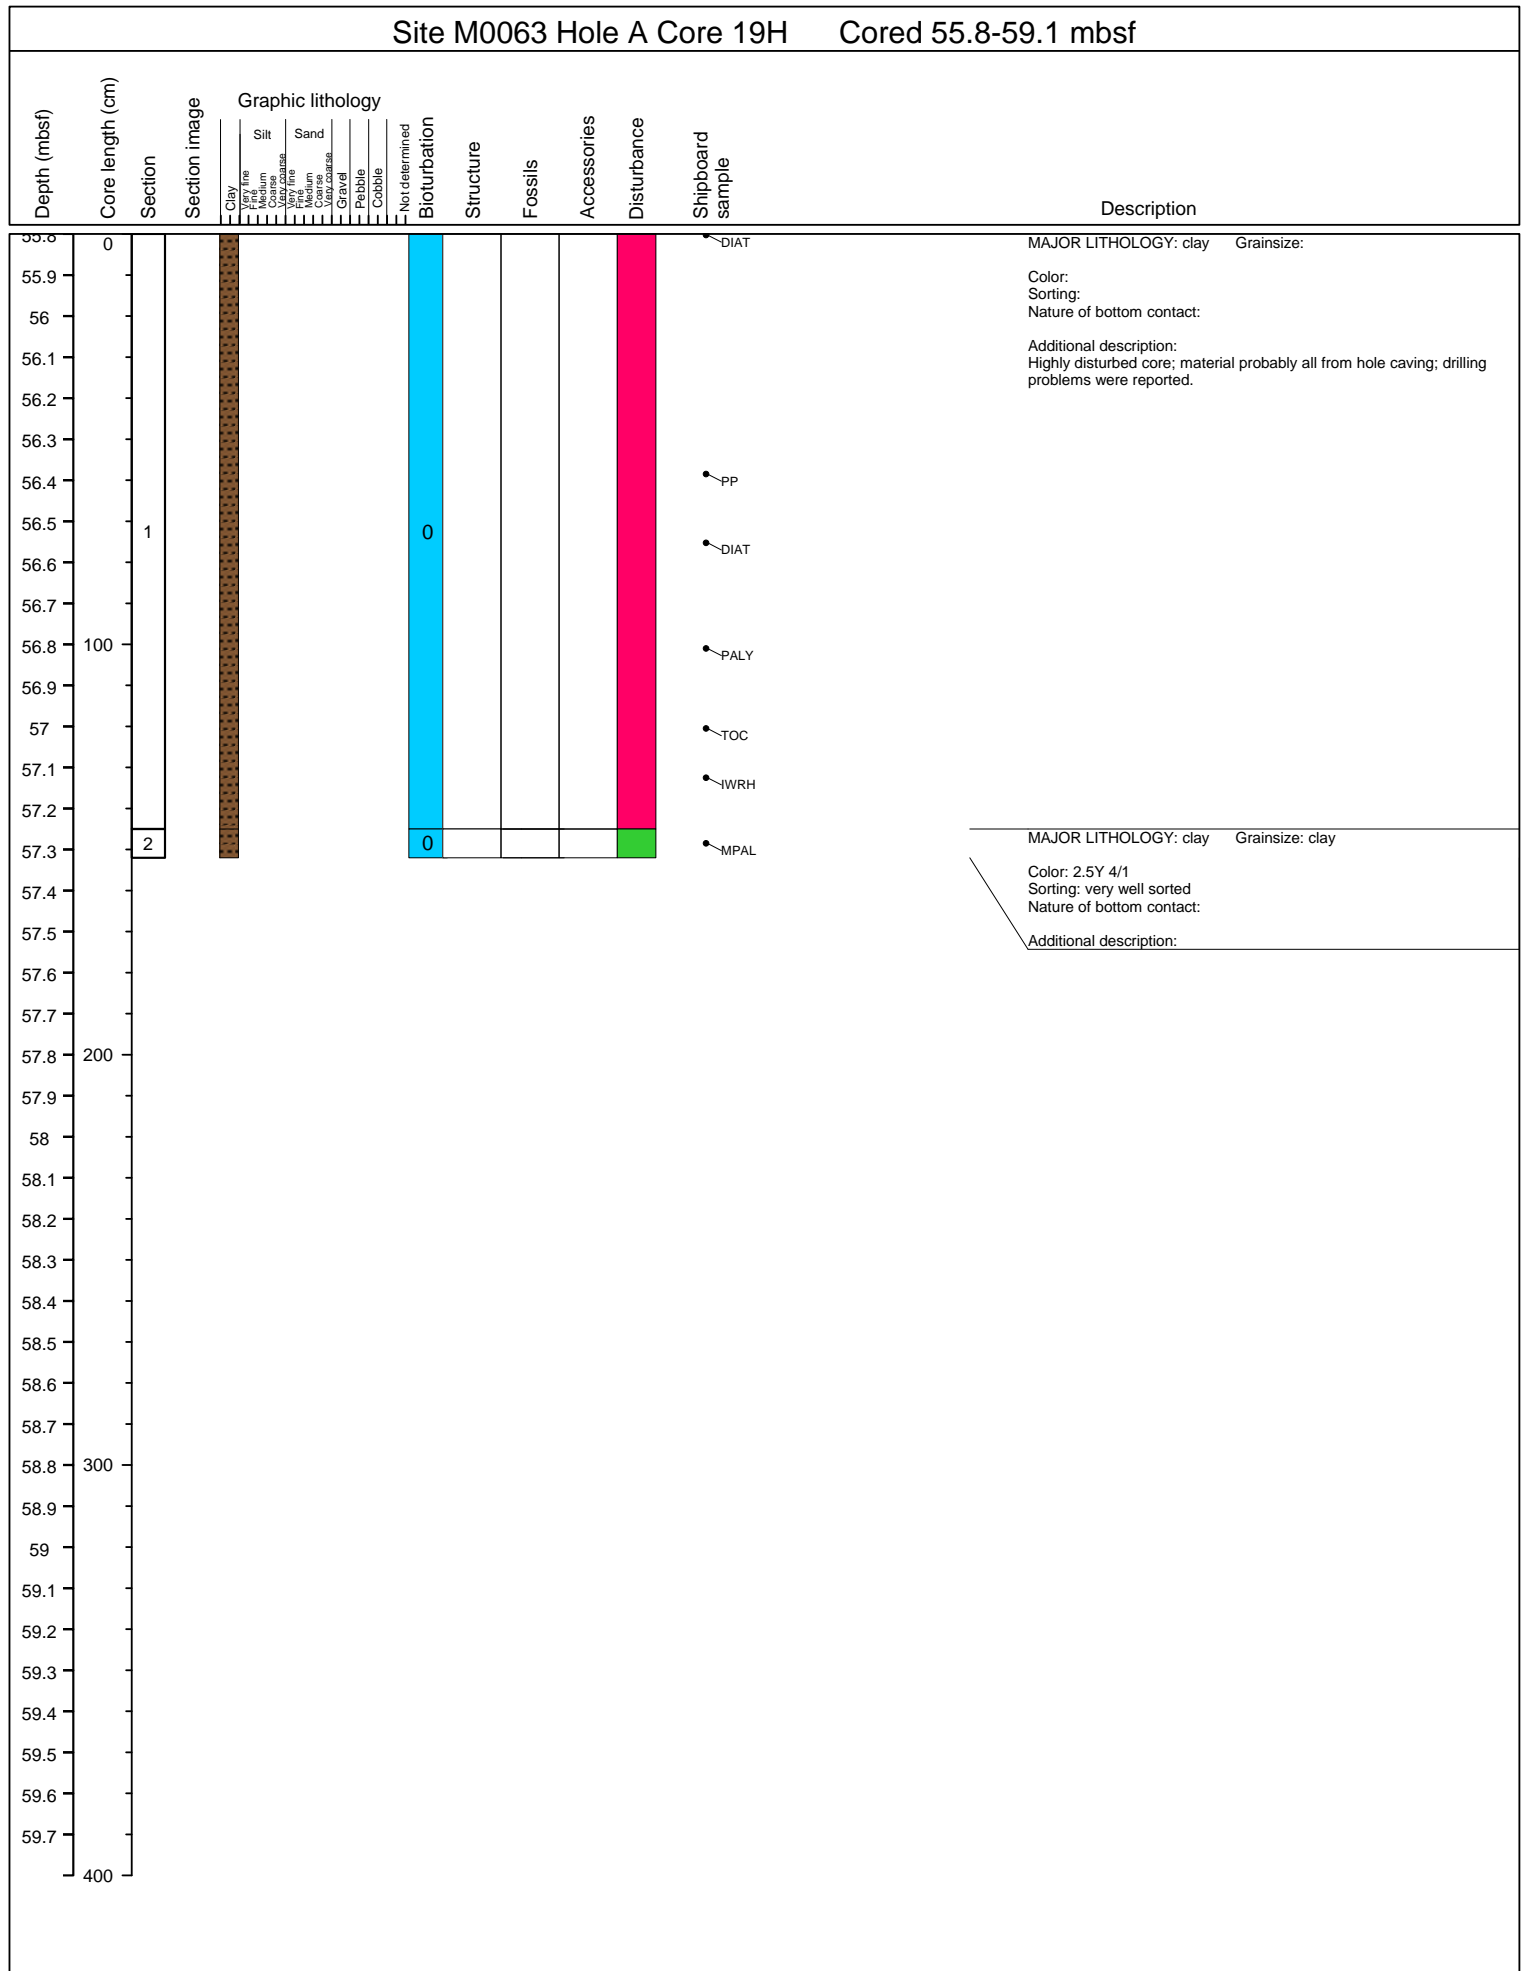 Site M0063 Hole A Core 19H Cored 55.8-59.1 mbsf
Depth (mbsf)
Core length (cm)
Section
Section image
Graphic lithology
Silt
Sand
Clay
Very fine
Fine
Medium
Coarse
Very coarse
Very fine
Fine
Medium
Coarse
Very coarse
Gravel
Pebble
Cobble
Not determined
Bioturbation
Structure
Fossils
Accessories
Disturbance
Shipboard
sample
Description
55.8 0 DIAT MAJOR LITHOLOGY: clay Grainsize:
55.9 Color:
Sorting:
56 Nature of bottom contact:
Additional description:
56.1 Highly disturbed core; material probably all from hole caving; drilling
problems were reported.
56.2
56.3
56.4 PP
56.5 1 0
DIAT
56.6
56.7
56.8 100 PALY
56.9
57 TOC
57.1 IWRH
57.2
57.3 2 0 MPAL MAJOR LITHOLOGY: clay Grainsize: clay
Color: 2.5Y 4/1
57.4 Sorting: very well sorted
Nature of bottom contact:
57.5
Additional description:
57.6
57.7
57.8 200
57.9
58
58.1
58.2
58.3
58.4
58.5
58.6
58.7
58.8 300
58.9
59
59.1
59.2
59.3
59.4
59.5
59.6
59.7
400